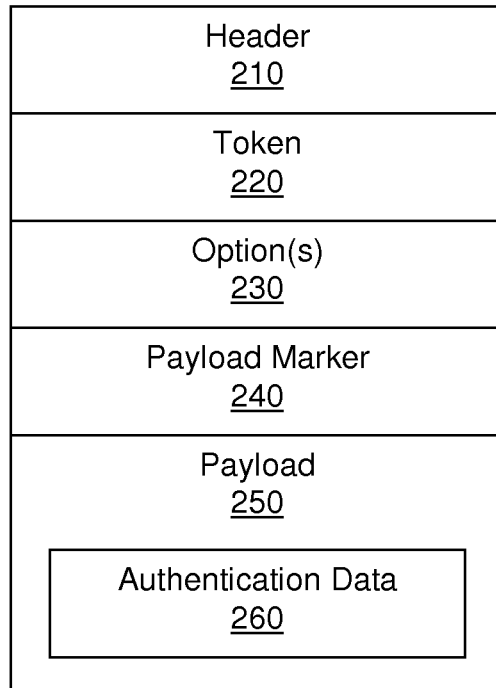 Header
210
Token
220
Option(s)
230
Payload Marker
240
Payload
250
Authentication Data
260